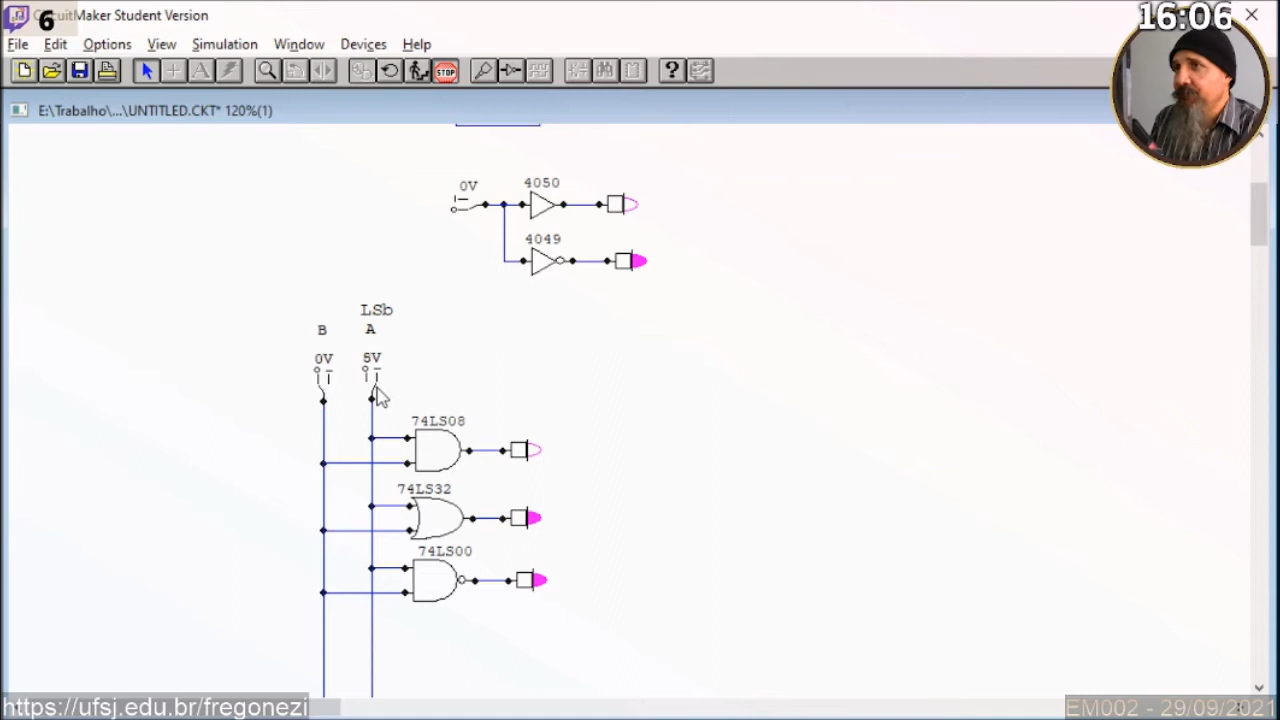 6
CircuitMaker Student Version
16:06
File Edit Options View Simulation Window Devices Help
STOP
E:\Trabalho\...\UNTITLED.CKT* 120%(1)
0V
4050
4049
LSb
B A
0V 5V
74LS08
74LS32
74LS00
https://ufsj.edu.br/fregonezi
EM002 - 29/09/2021